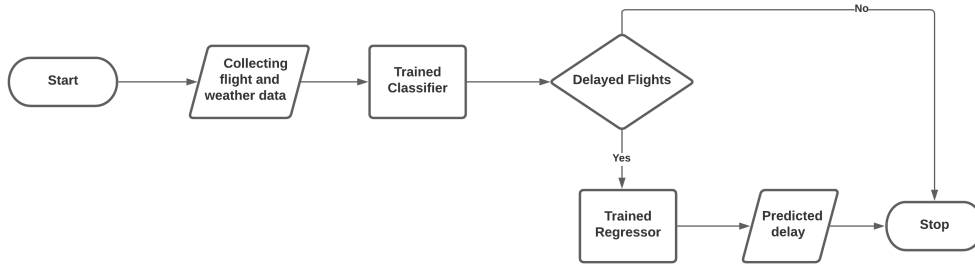 Start
Collecting
flight and
weather data
Trained
Classifier
Delayed Flights
No
Yes
Trained
Regressor
Predicted
delay
Stop